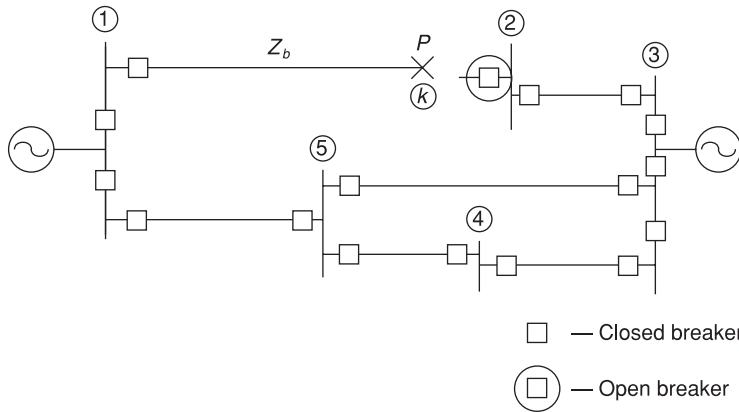 1
Z_b
P
k
2
3
5
4
— Closed breaker
— Open breaker